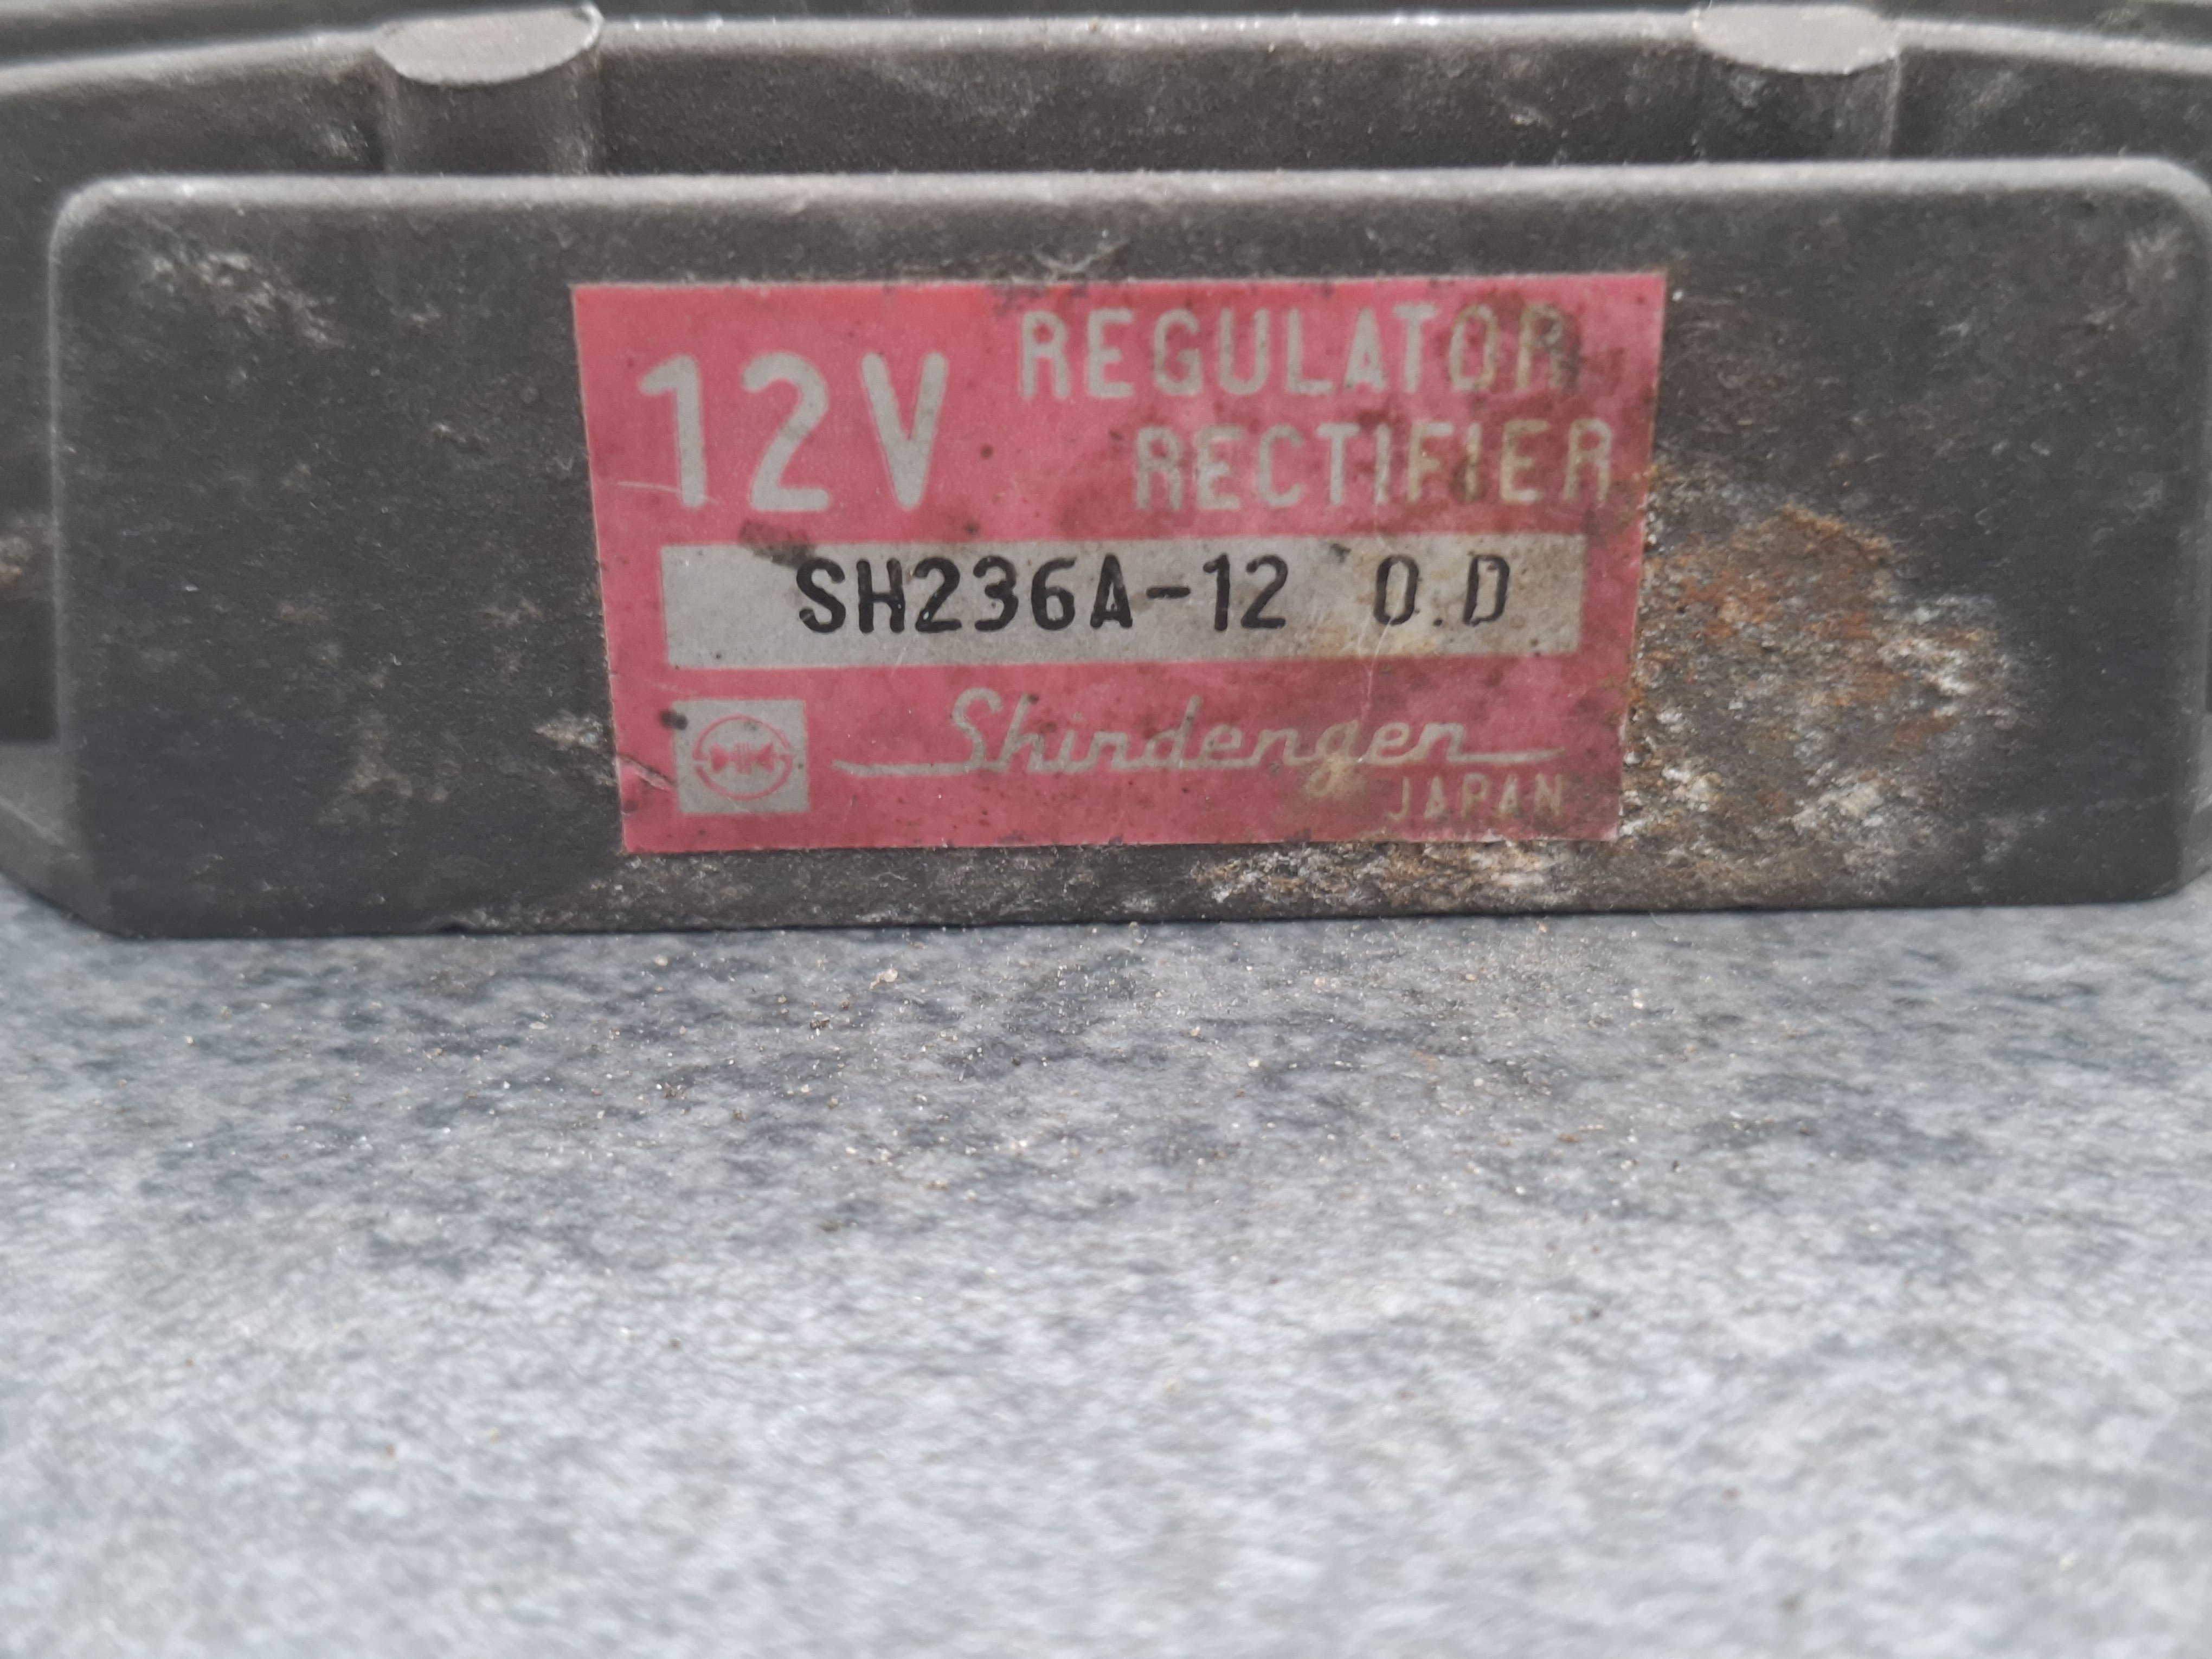 12V REGULATOR
RECTIFIER
SH236A-12 0.D
Shindengen
JAPAN